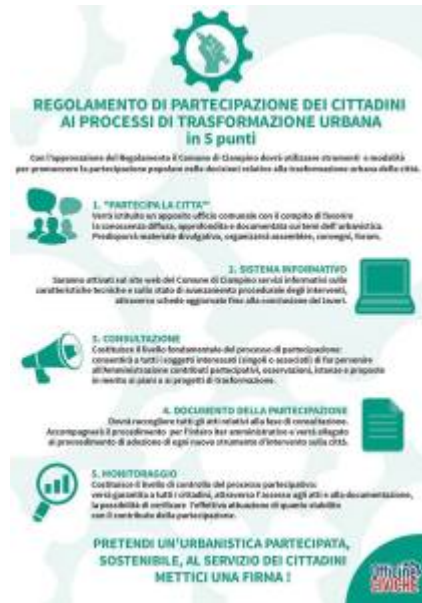 REGOLAMENTO DI PARTECIPAZIONE DEI CITTADINI
AI PROCESSI DI TRASFORMAZIONE URBANA
in 5 punti
Con l'approvazione del Regolamento il Comune di Ciampino dovrà utilizzare strumenti e modalità
per promuovere la partecipazione popolare nelle decisioni relative alla trasformazione urbana della città.
1. "PARTECIPA LA CITTA'"
Verrà istituito un apposito ufficio comunale con il compito di favorire
la conoscenza diffusa, approfondita e documentata sui temi dell'urbanistica.
Predisporrà materiale divulgativo, organizzerà assemblee, convegni, forum.
2. SISTEMA INFORMATIVO
Saranno attivati sul sito web del Comune di Ciampino servizi informativi sulle
caratteristiche tecniche e sullo stato di avanzamento procedurale degli interventi,
attraverso schede aggiornate fino alla conclusione dei lavori.
3. CONSULTAZIONE
Costituisce il livello fondamentale del processo di partecipazione:
consentirà a tutti i soggetti interessati (singoli o associati) di far pervenire
all'Amministrazione contributi partecipativi, osservazioni, istanze e proposte
in merito ai piani e ai progetti di trasformazione.
4. DOCUMENTO DELLA PARTECIPAZIONE
Dovrà raccogliere tutti gli atti relativi alla fase di consultazione.
Accompagnerà il procedimento per l'intero iter amministrativo e verrà allegato
al provvedimento di adozione di ogni nuovo strumento d'intervento sulla città.
5. MONITORAGGIO
Costituisce il livello di controllo del processo partecipativo:
verrà garantita a tutti i cittadini, attraverso l'accesso agli atti e alla documentazione,
la possibilità di verificare l'effettiva attuazione di quanto stabilito
con il contributo della partecipazione.
PRETENDI UN'URBANISTICA PARTECIPATA,
SOSTENIBILE, AL SERVIZIO DEI CITTADINI
METTICI UNA FIRMA !
Officine
CIVICHE